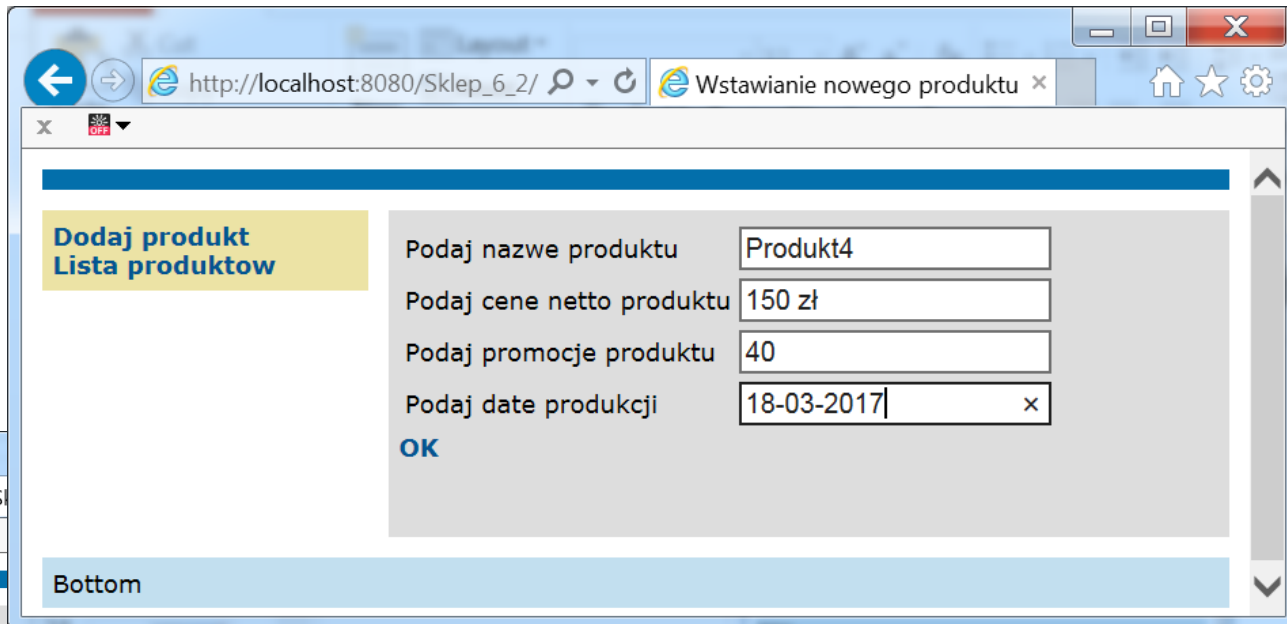 http://localhost:8080/Sklep_6_2/
Wstawianie nowego produktu
x
OFF
Dodaj produkt
Lista produktow
Podaj nazwe produktu Produkt4
Podaj cene netto produktu 150 zł
Podaj promocje produktu 40
Podaj date produkcji 18-03-2017
OK
Bottom